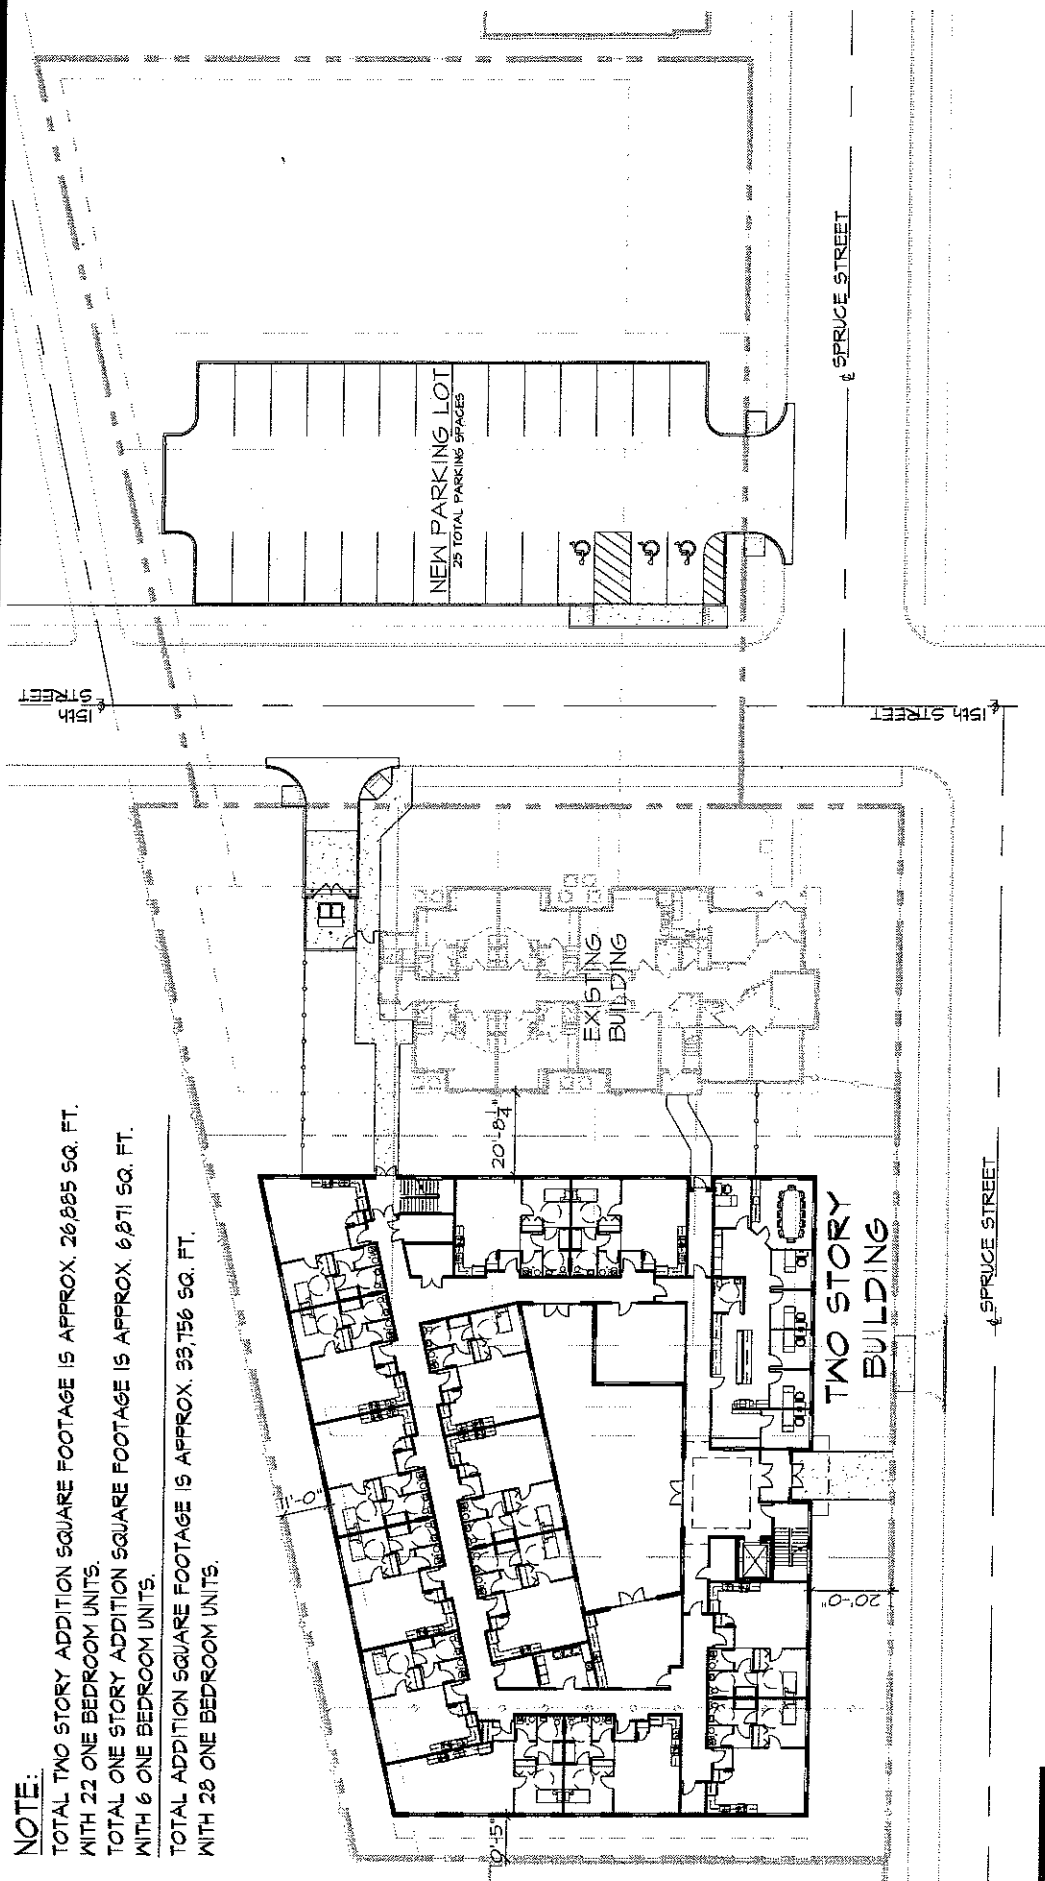 NOTE:
TOTAL TWO STORY ADDITION SQUARE FOOTAGE IS APPROX. 26,885 SQ. FT.
WITH 22 ONE BEDROOM UNITS.
TOTAL ONE STORY ADDITION SQUARE FOOTAGE IS APPROX. 6,871 SQ. FT.
WITH 6 ONE BEDROOM UNITS.
TOTAL ADDITION SQUARE FOOTAGE IS APPROX. 33,756 SQ. FT.
WITH 28 ONE BEDROOM UNITS.
15th
STREET
NEW PARKING LOT
25 TOTAL PARKING SPACES
EXISTING
BUILDING
20'-8 1/4"
TWO STORY
BUILDING
20'-0"
℄ SPRUCE STREET
15th STREET ℄
℄ SPRUCE STREET